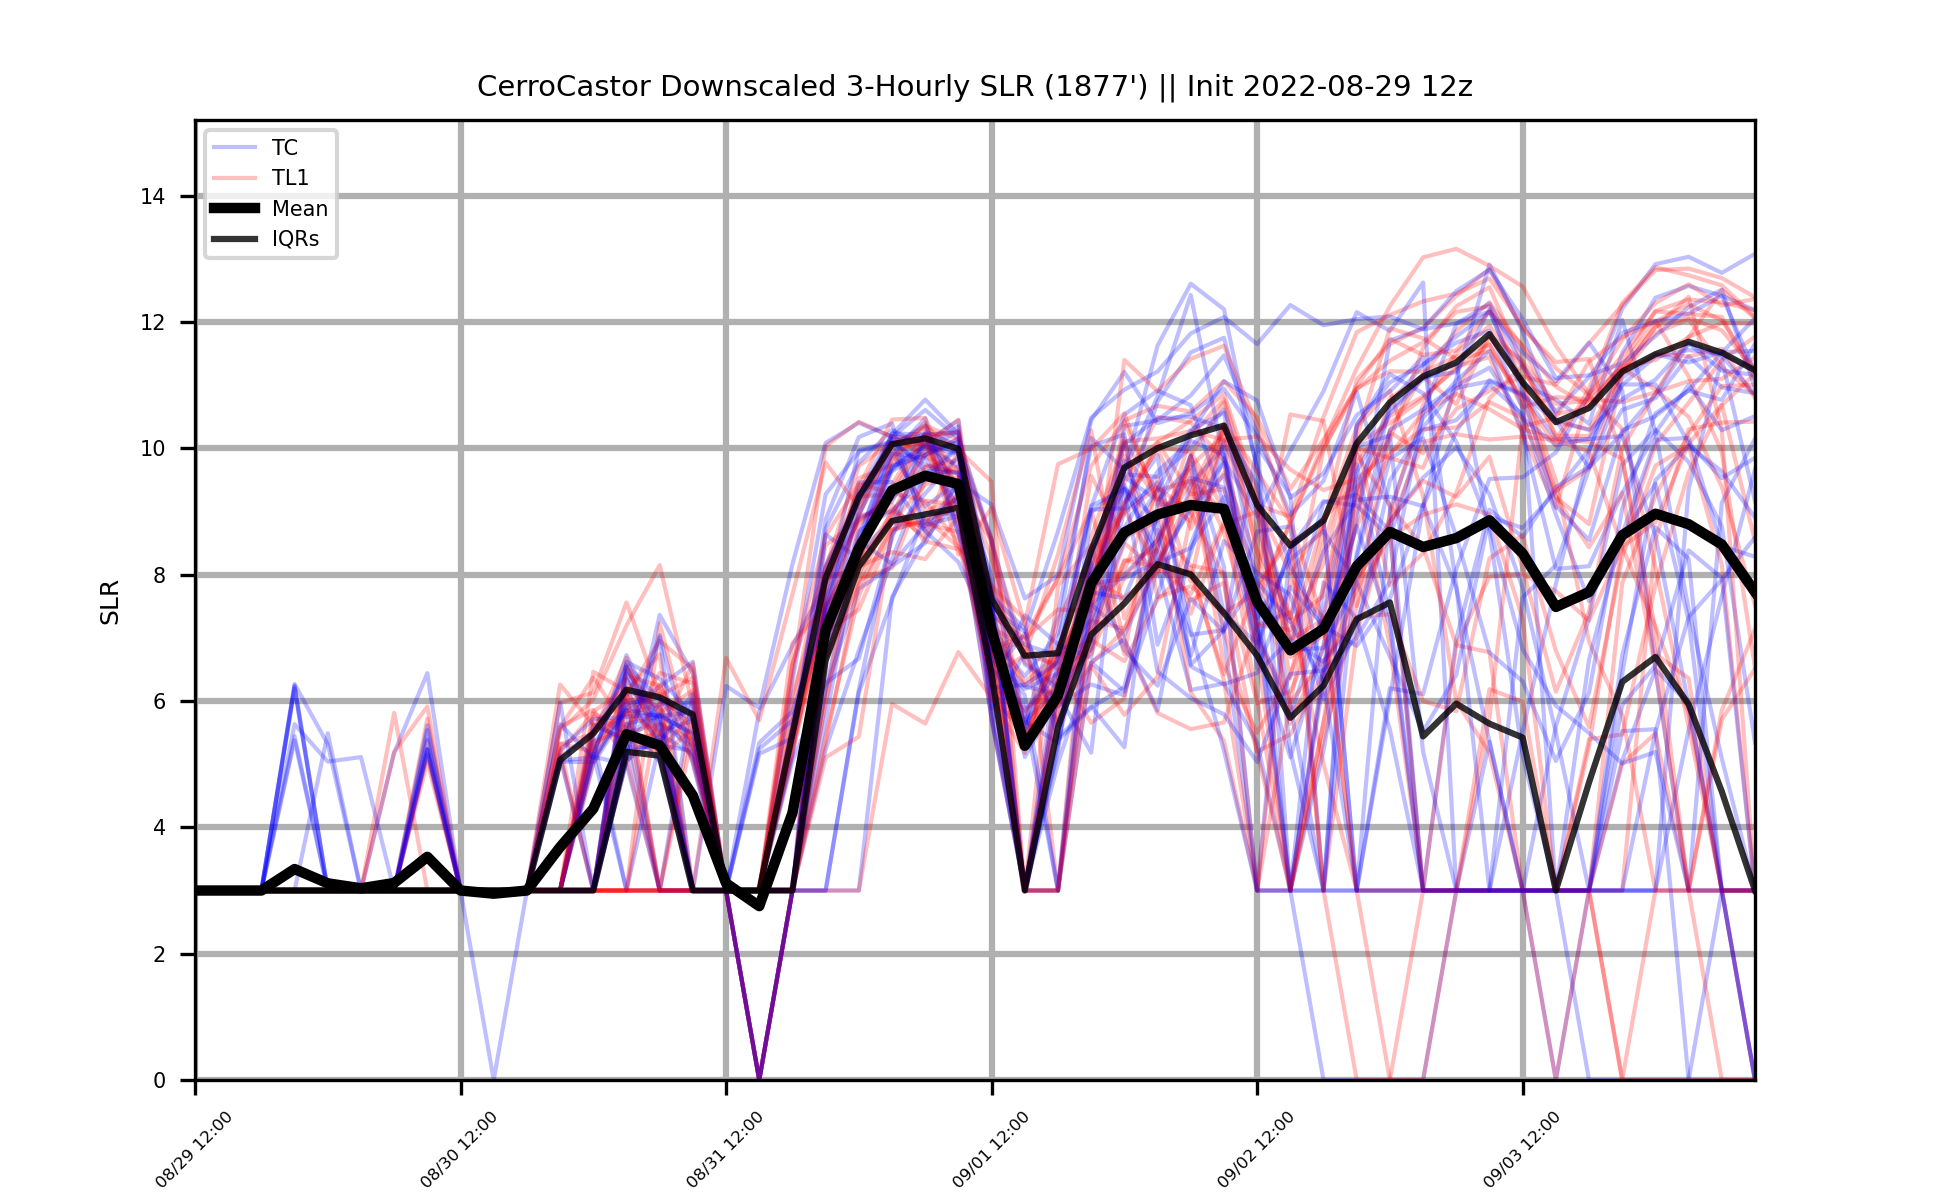 CerroCastor Downscaled 3-Hourly SLR (1877') || Init 2022-08-29 12z
TC
TL1
Mean
IQRs
SLR
14
12
10
8
6
4
2
0
08/29 12:00
08/30 12:00
08/31 12:00
09/01 12:00
09/02 12:00
09/03 12:00